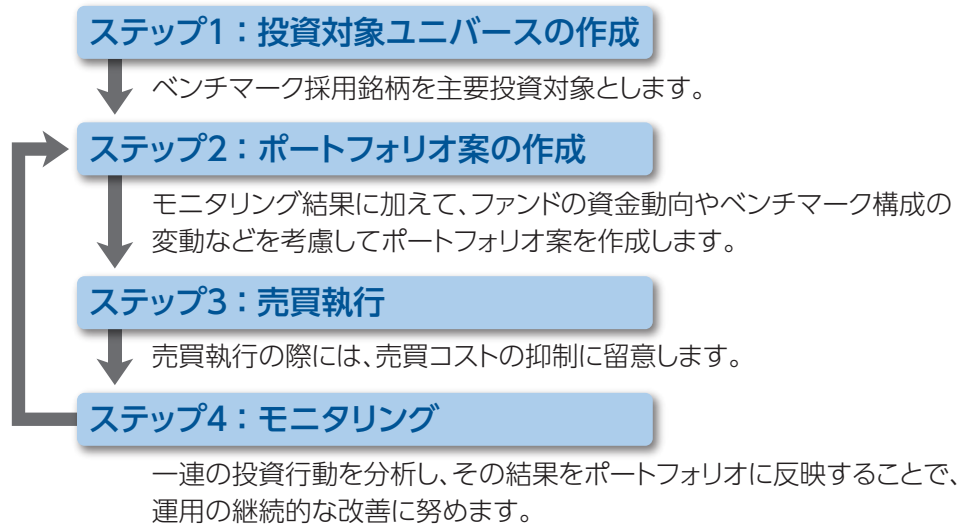 ステップ1：投資対象ユニバースの作成
ベンチマーク採用銘柄を主要投資対象とします。
ステップ2：ポートフォリオ案の作成
モニタリング結果に加えて、ファンドの資金動向やベンチマーク構成の
変動などを考慮してポートフォリオ案を作成します。
ステップ3：売買執行
売買執行の際には、売買コストの抑制に留意します。
ステップ4：モニタリング
一連の投資行動を分析し、その結果をポートフォリオに反映することで、
運用の継続的な改善に努めます。